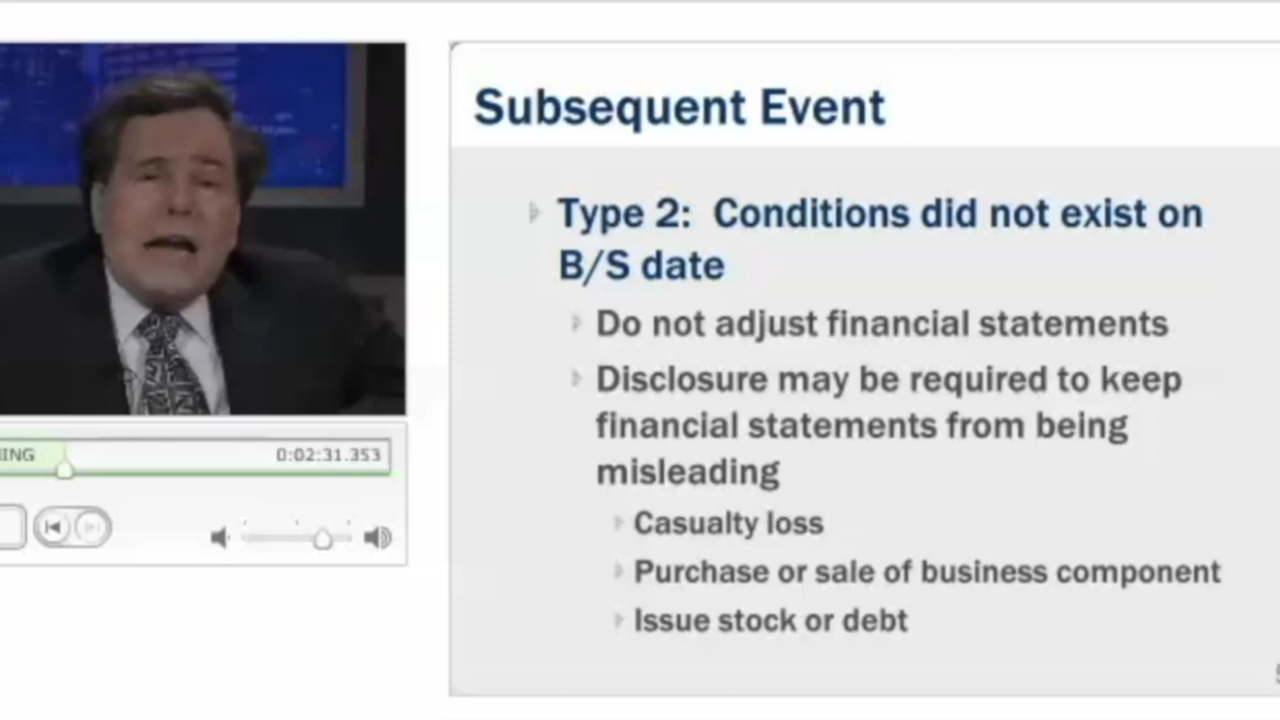 Subsequent Event
Type 2: Conditions did not exist on
B/S date
Do not adjust financial statements
Disclosure may be required to keep
financial statements from being
misleading
Casualty loss
Purchase or sale of business component
Issue stock or debt
0:02:31.353